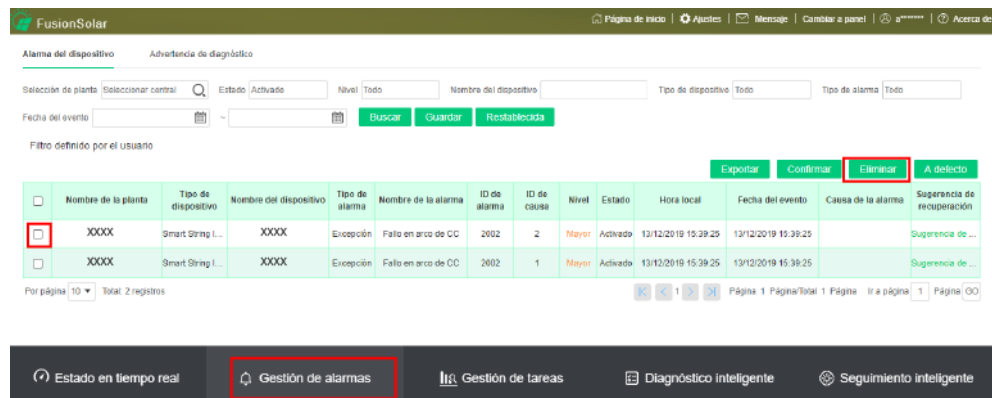 FusionSolar Página de inicio | Ajustes | Mensaje | Cambiar a panel | a******* | Acerca de
Alarma del dispositivo Advertencia de diagnóstico
Selección de planta Seleccionar central Estado Activado Nivel Todo Nombre del dispositivo Tipo de dispositivo Todo Tipo de alarma Todo
Fecha del evento ~ Buscar Guardar Restablecida
Filtro definido por el usuario
Exportar Confirmar Eliminar A defecto
Nombre de la planta Tipo de dispositivo Nombre del dispositivo Tipo de alarma Nombre de la alarma ID de alarma ID de causa Nivel Estado Hora local Fecha del evento Causa de la alarma Sugerencia de recuperación
XXXX Smart String I... XXXX Excepción Fallo en arco de CC 2002 2 Mayor Activado 13/12/2019 15:39:25 13/12/2019 15:39:25 Sugerencia de ...
XXXX Smart String I... XXXX Excepción Fallo en arco de CC 2002 1 Mayor Activado 13/12/2019 15:39:25 13/12/2019 15:39:25 Sugerencia de ...
Por página 10 Total: 2 registros 1 Página 1 Página/Total 1 Página Ir a página 1 Página GO
Estado en tiempo real Gestión de alarmas Gestión de tareas Diagnóstico inteligente Seguimiento inteligente